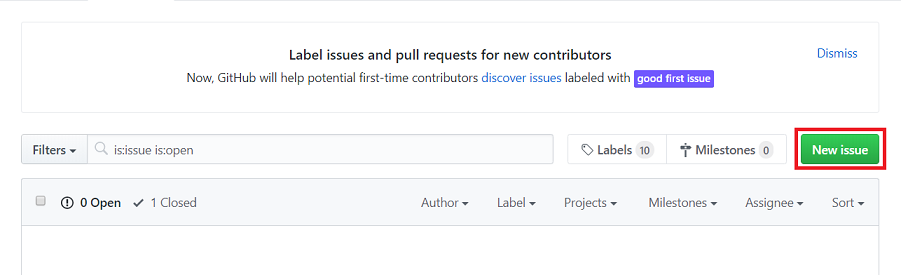 Label issues and pull requests for new contributors
Dismiss
Now, GitHub will help potential first-time contributors discover issues labeled with good first issue
Filters is:issue is:open Labels 10 Milestones 0 New issue
0 Open 1 Closed Author Label Projects Milestones Assignee Sort